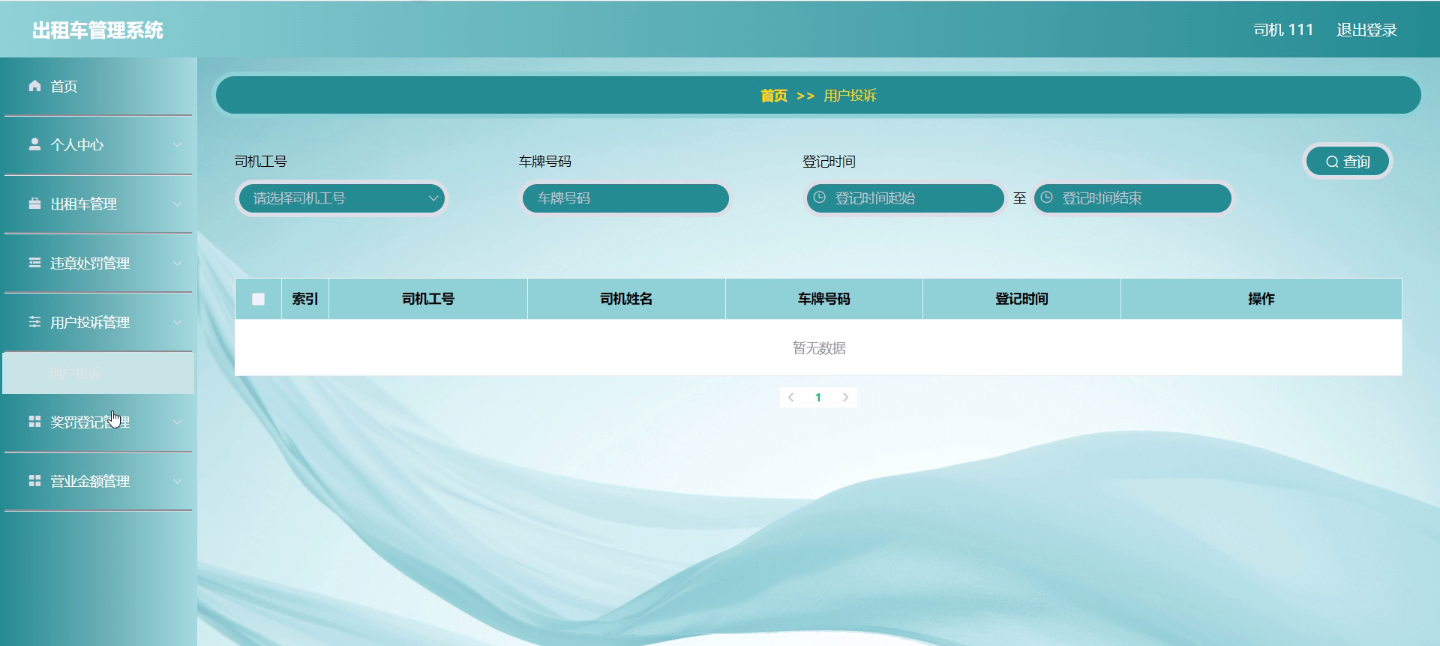 出租车管理系统
司机 111 退出登录
首页
个人中心
出租车管理
违章处罚管理
用户投诉管理
用户投诉
奖罚登记管理
营业金额管理
首页 >> 用户投诉
司机工号 车牌号码 登记时间
请选择司机工号 车牌号码 登记时间起始 至 登记时间结束
查询
索引 司机工号 司机姓名 车牌号码 登记时间 操作
暂无数据
1